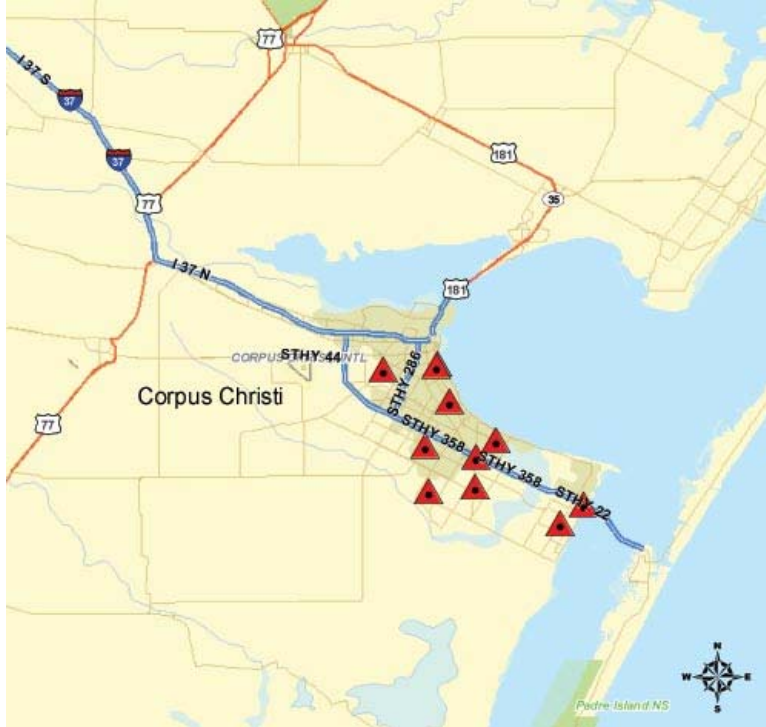 77
I 37 S
37
37
181
77
35
I 37 N
181
STHY 44
CORPUS CHRISTI INTL
STHY 286
Corpus Christi
77
STHY 358
STHY 358
STHY 22
N
W
E
S
Padre Island NS